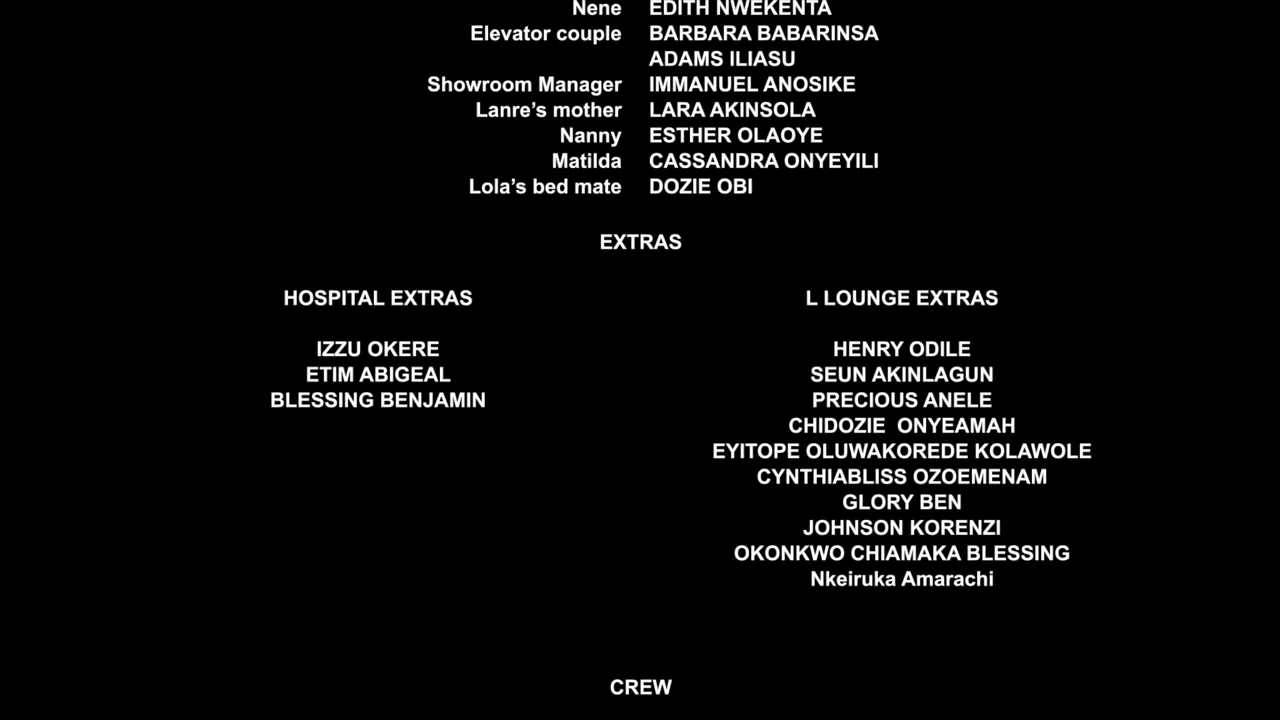 Nene EDITH NWEKENTA
Elevator couple BARBARA BABARINSA
ADAMS ILIASU
Showroom Manager IMMANUEL ANOSIKE
Lanre’s mother LARA AKINSOLA
Nanny ESTHER OLAOYE
Matilda CASSANDRA ONYEYILI
Lola’s bed mate DOZIE OBI
EXTRAS
HOSPITAL EXTRAS
IZZU OKERE
ETIM ABIGEAL
BLESSING BENJAMIN
L LOUNGE EXTRAS
HENRY ODILE
SEUN AKINLAGUN
PRECIOUS ANELE
CHIDOZIE  ONYEAMAH
EYITOPE OLUWAKOREDE KOLAWOLE
CYNTHIABLISS OZOEMENAM
GLORY BEN
JOHNSON KORENZI
OKONKWO CHIAMAKA BLESSING
Nkeiruka Amarachi
CREW